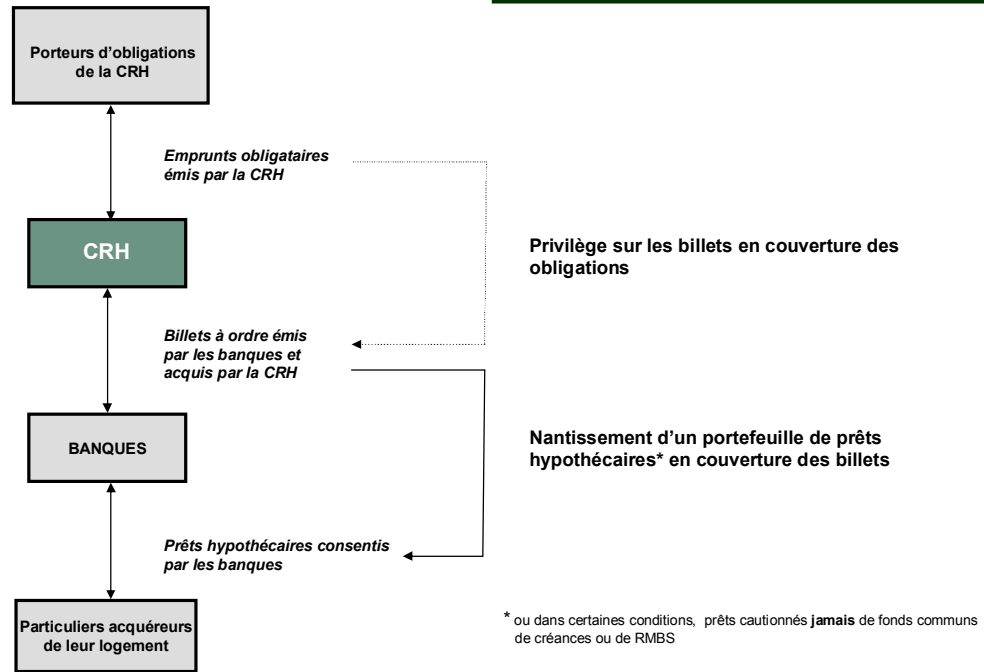 Porteurs d'obligations
de la CRH
Emprunts obligataires
émis par la CRH
CRH
Privilège sur les billets en couverture des
obligations
Billets à ordre émis
par les banques et
acquis par la CRH
BANQUES
Nantissement d'un portefeuille de prêts
hypothécaires* en couverture des billets
Prêts hypothécaires consentis
par les banques
Particuliers acquéreurs
de leur logement
* ou dans certaines conditions, prêts cautionnés jamais de fonds communs
de créances ou de RMBS